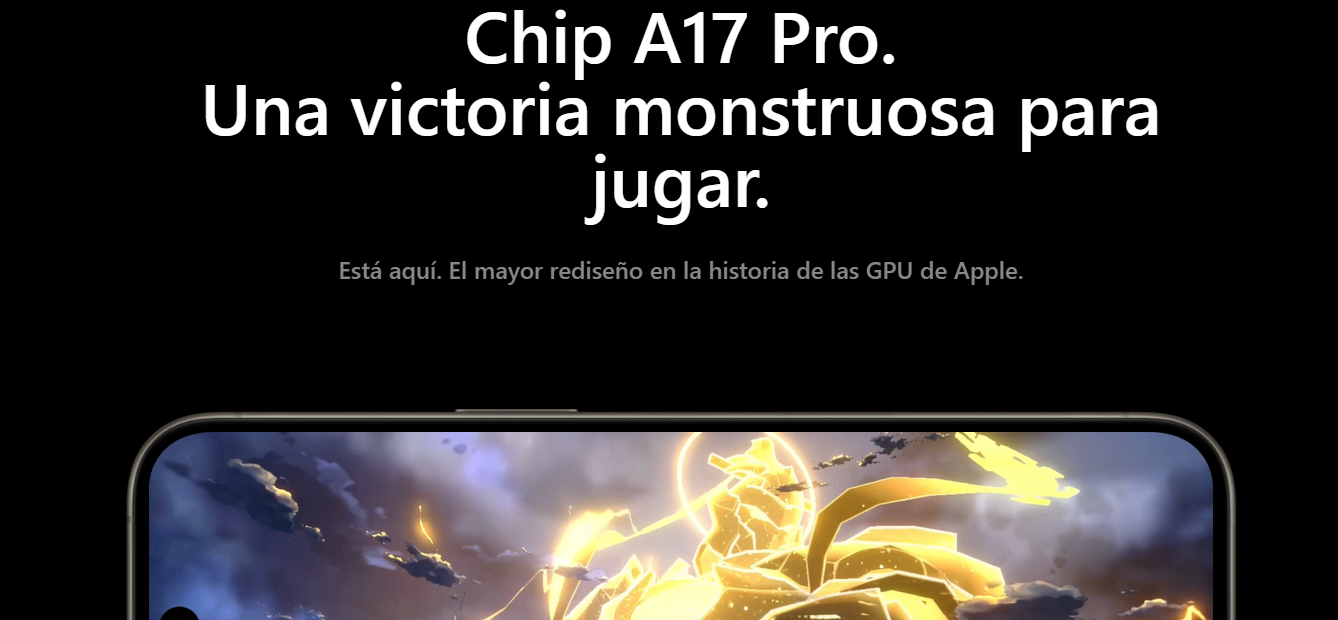 Chip A17 Pro.
Una victoria monstruosa para
jugar.
Está aquí. El mayor rediseño en la historia de las GPU de Apple.